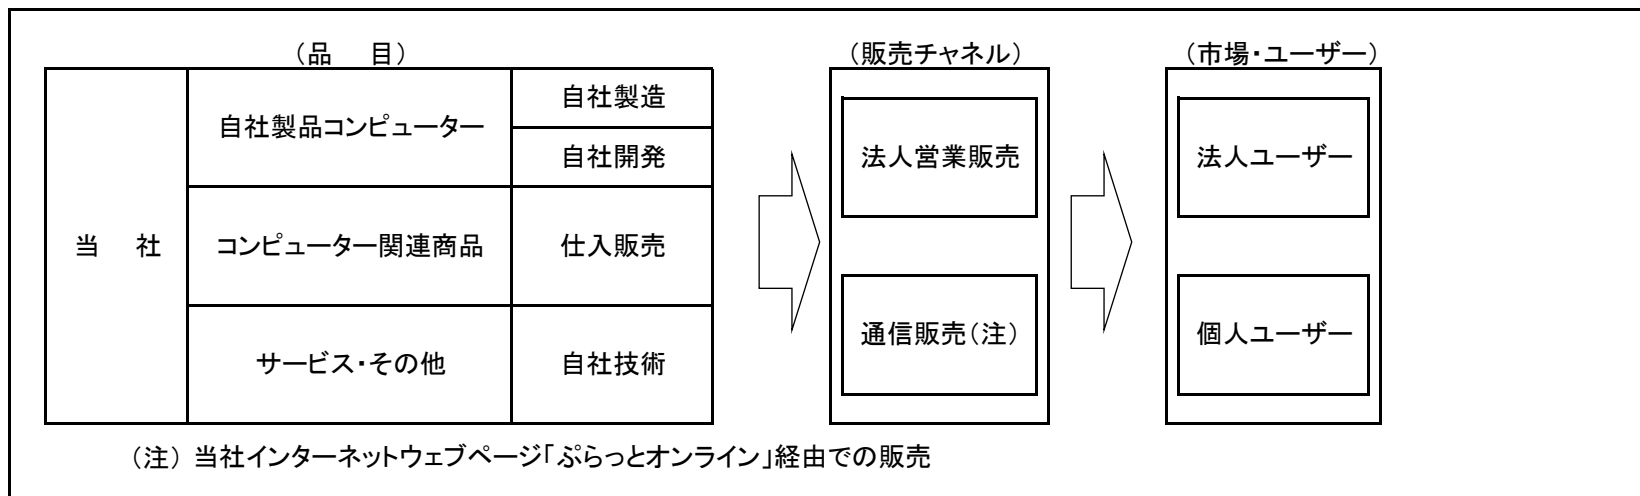 （品　目）
（販売チャネル）
（市場・ユーザー）
当　社
自社製品コンピューター
自社製造
自社開発
コンピューター関連商品
仕入販売
サービス・その他
自社技術
法人営業販売
通信販売（注）
法人ユーザー
個人ユーザー
（注） 当社インターネットウェブページ「ぷらっとオンライン」経由での販売